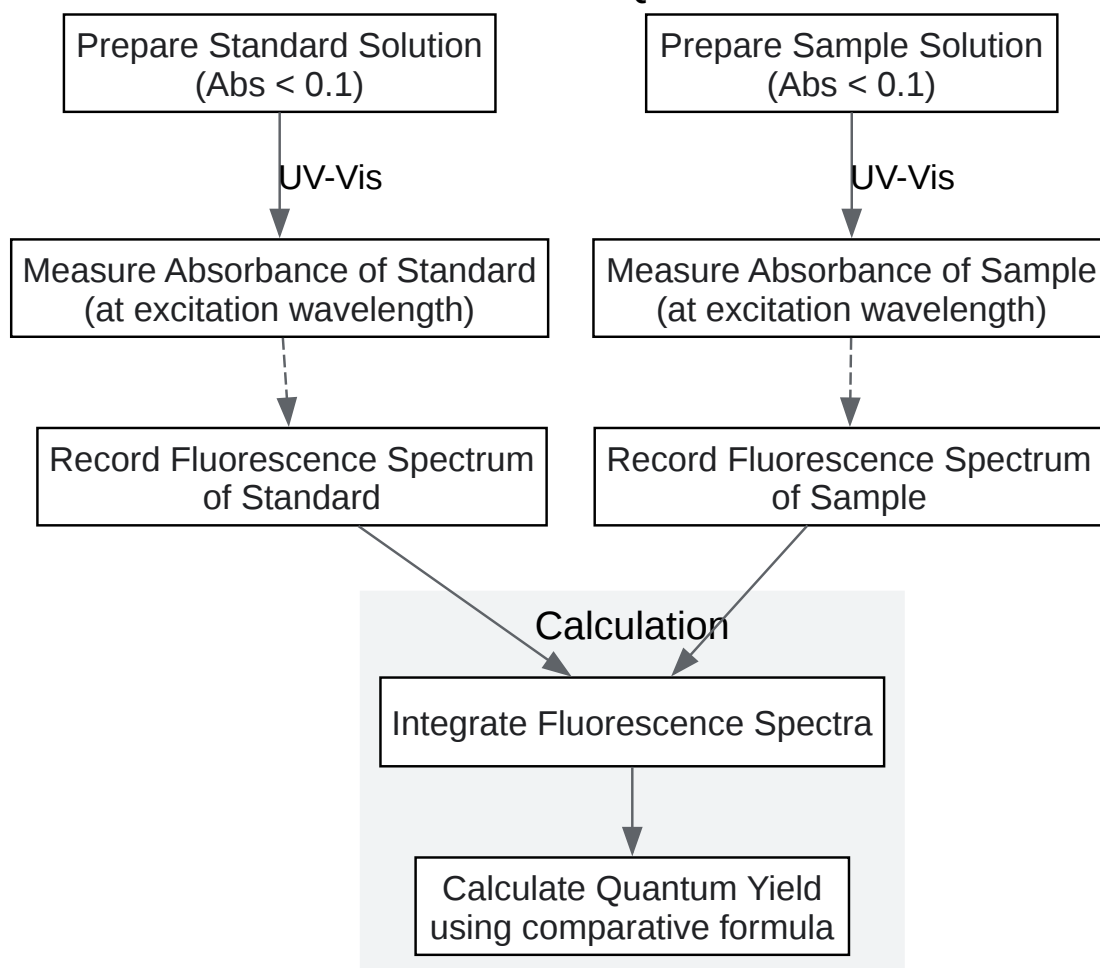 Prepare Standard Solution
(Abs < 0.1)
Prepare Sample Solution
(Abs < 0.1)
UV-Vis
UV-Vis
Measure Absorbance of Standard
(at excitation wavelength)
Measure Absorbance of Sample
(at excitation wavelength)
Record Fluorescence Spectrum
of Standard
Record Fluorescence Spectrum
of Sample
Calculation
Integrate Fluorescence Spectra
Calculate Quantum Yield
using comparative formula